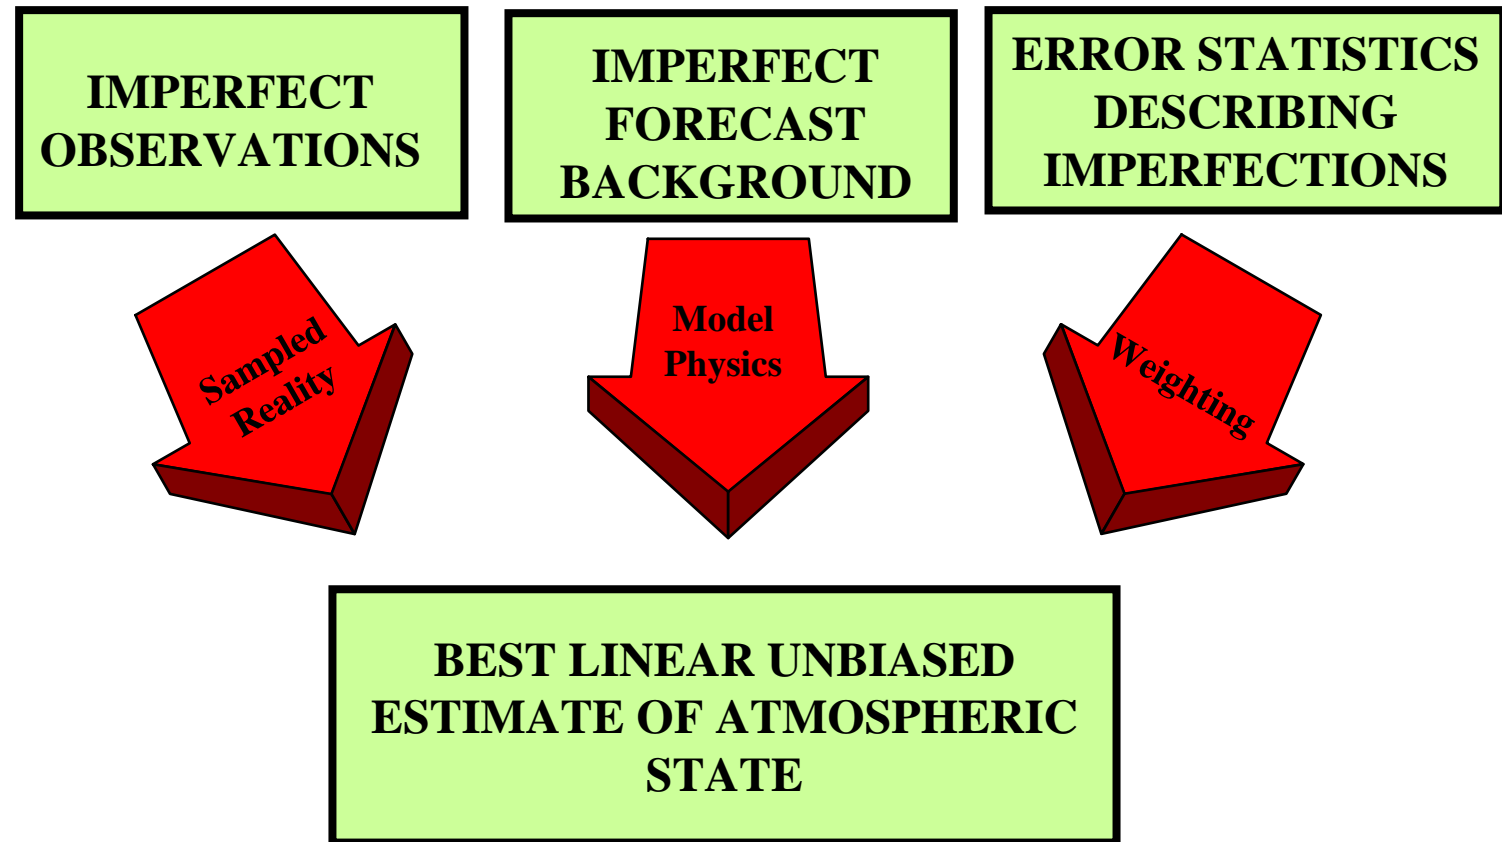 IMPERFECT
OBSERVATIONS
IMPERFECT
FORECAST
BACKGROUND
ERROR STATISTICS
DESCRIBING
IMPERFECTIONS
Sampled
Reality
Model
Physics
Weighting
BEST LINEAR UNBIASED
ESTIMATE OF ATMOSPHERIC
STATE